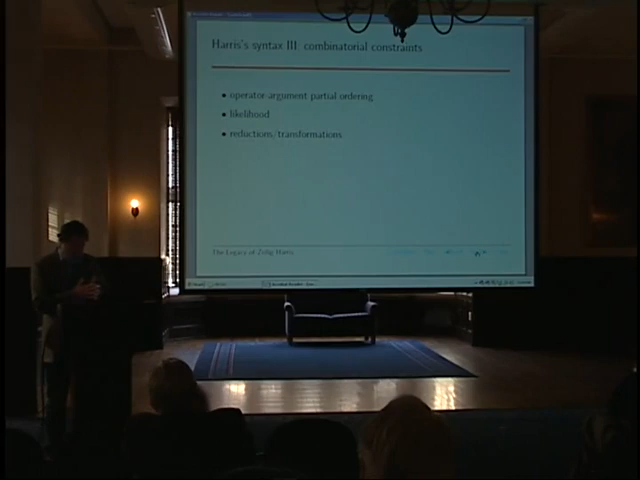 Harris's syntax III: combinatorial constraints
• operator-argument partial ordering
• likelihood
• reductions/transformations
The Legacy of Zellig Harris